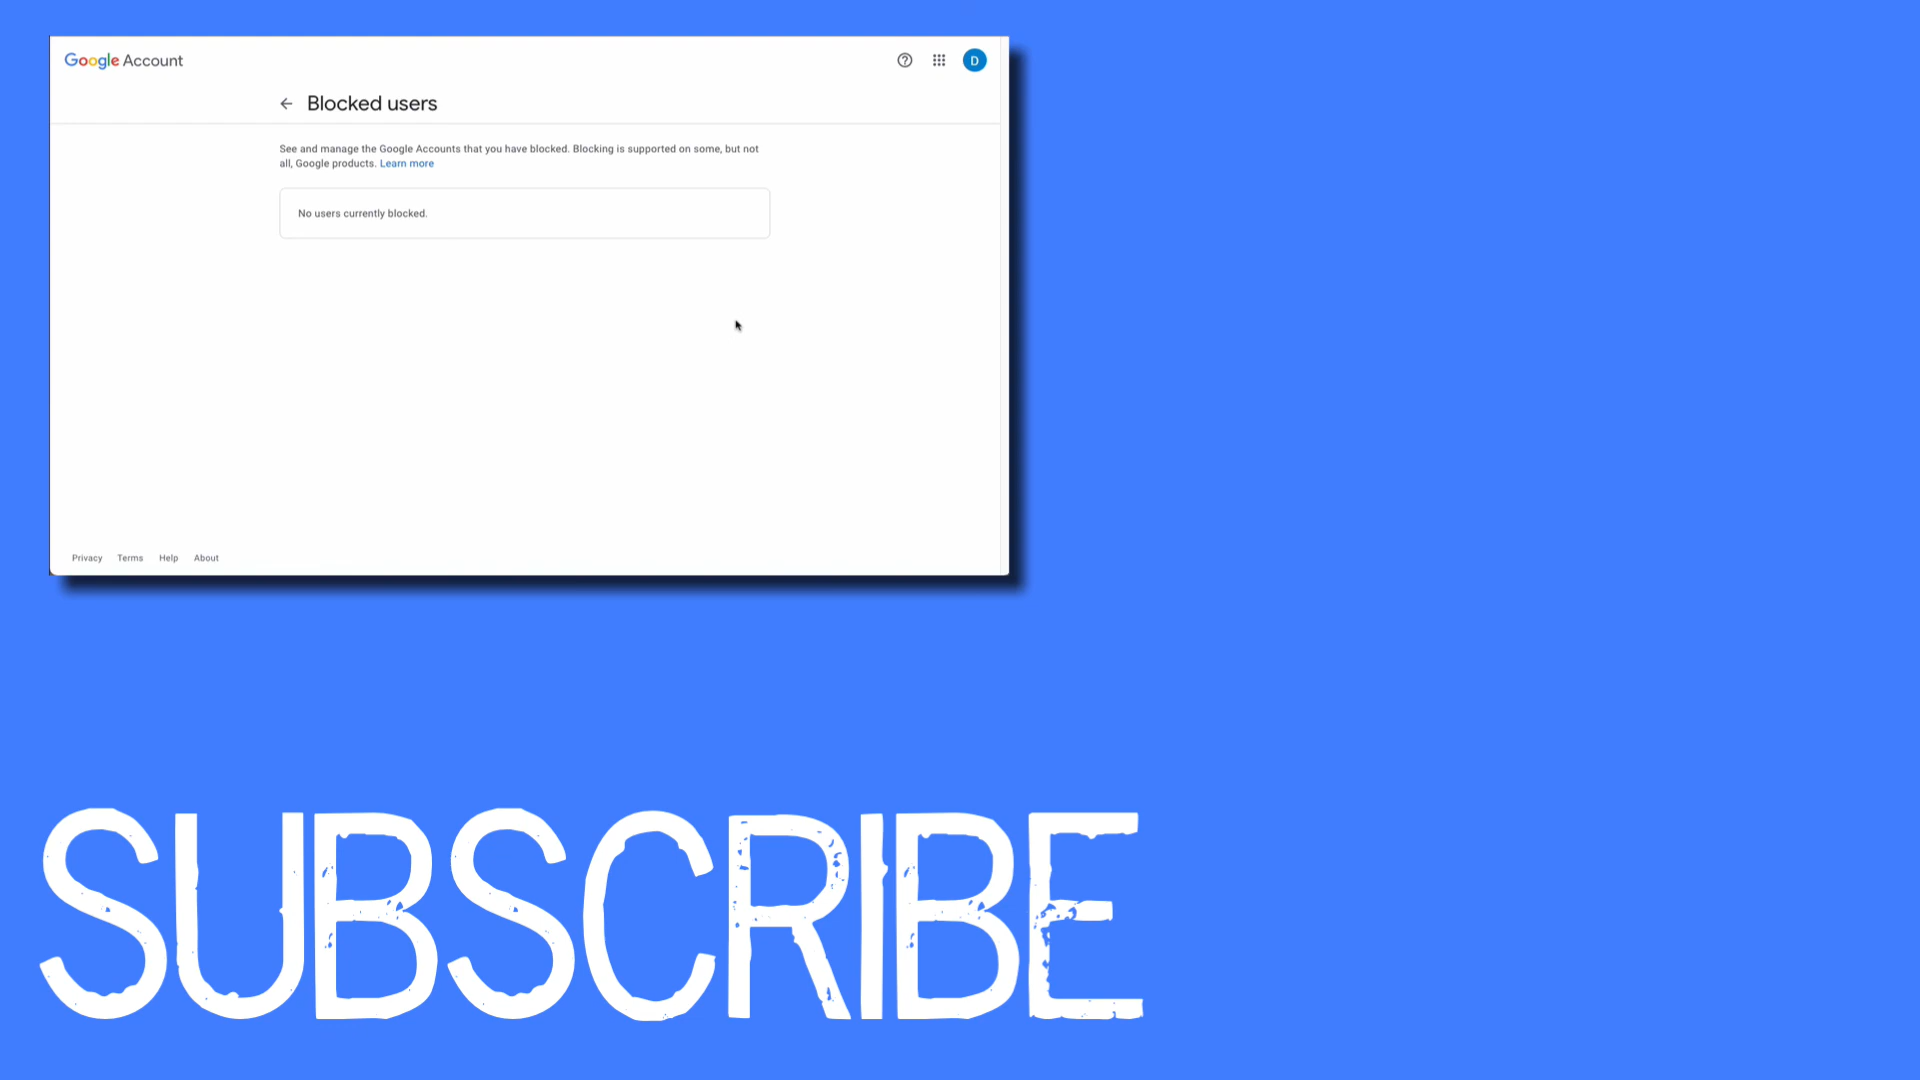 Google Account
D
Blocked users
See and manage the Google Accounts that you have blocked. Blocking is supported on some, but not
all, Google products. Learn more
No users currently blocked.
Privacy Terms Help About
SUBSCRIBE